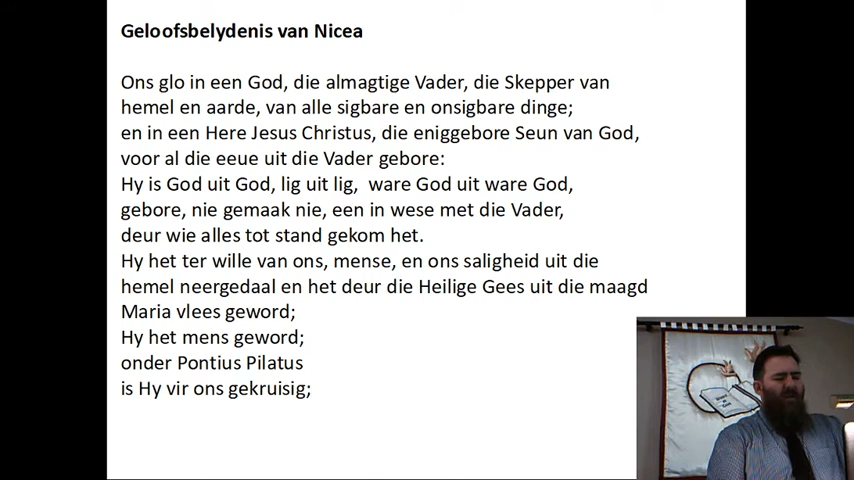 Geloofsbelydenis van Nicea
Ons glo in een God, die almagtige Vader, die Skepper van
hemel en aarde, van alle sigbare en onsigbare dinge;
en in een Here Jesus Christus, die eniggebore Seun van God,
voor al die eeue uit die Vader gebore:
Hy is God uit God, lig uit lig,  ware God uit ware God,
gebore, nie gemaak nie, een in wese met die Vader,
deur wie alles tot stand gekom het.
Hy het ter wille van ons, mense, en ons saligheid uit die
hemel neergedaal en het deur die Heilige Gees uit die maagd
Maria vlees geword;
Hy het mens geword;
onder Pontius Pilatus
is Hy vir ons gekruisig;